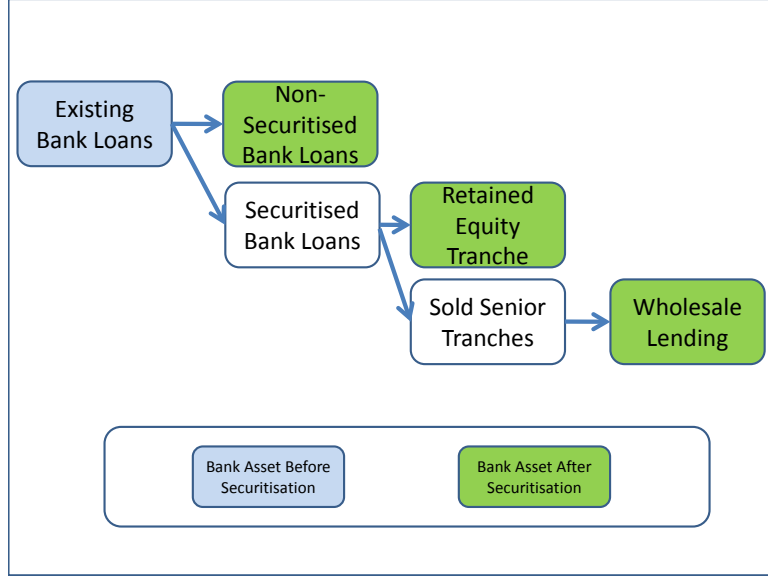 Existing
Bank Loans
Non-
Securitised
Bank Loans
Securitised
Bank Loans
Retained
Equity
Tranche
Sold Senior
Tranches
Wholesale
Lending
Bank Asset Before
Securitisation
Bank Asset After
Securitisation